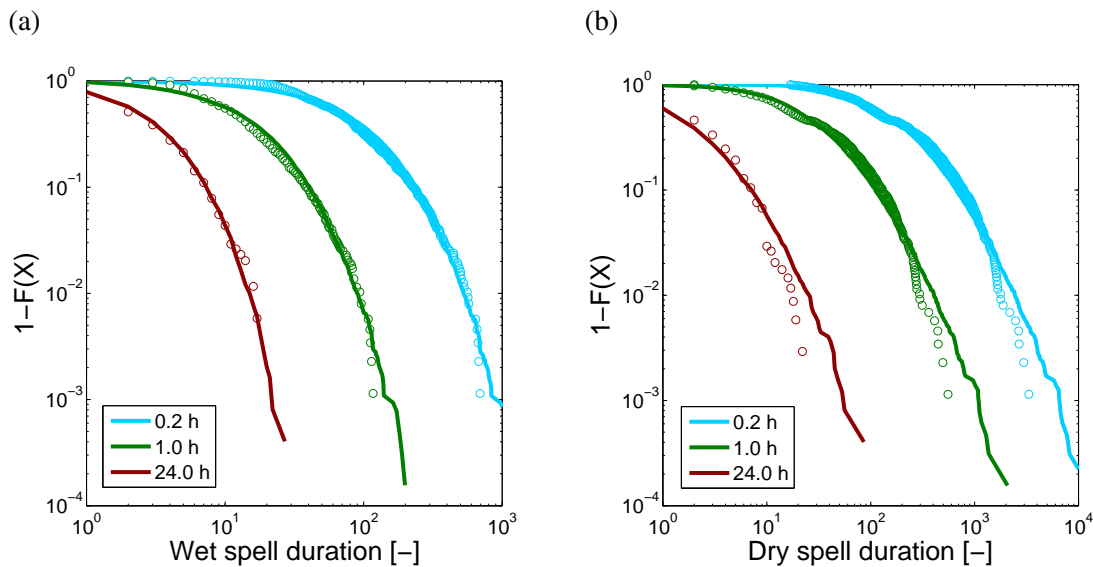 (a)
10^0
10^-1
10^-2
10^-3
10^-4
1−F(X)
0.2 h
1.0 h
24.0 h
10^0 10^1 10^2 10^3
Wet spell duration [−]
(b)
10^0
10^-1
10^-2
10^-3
10^-4
1−F(X)
0.2 h
1.0 h
24.0 h
10^0 10^1 10^2 10^3 10^4
Dry spell duration [−]